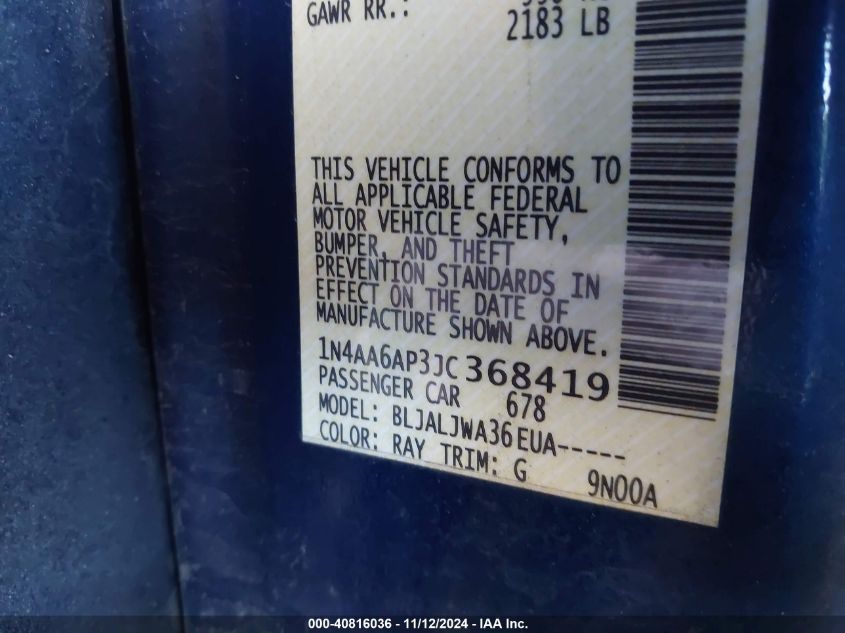 GAWR RR.:
2183 LB
THIS VEHICLE CONFORMS TO
ALL APPLICABLE FEDERAL
MOTOR VEHICLE SAFETY,
BUMPER, AND THEFT
PREVENTION STANDARDS IN
EFFECT ON THE DATE OF
MANUFACTURE SHOWN ABOVE.
1N4AA6AP3JC368419
PASSENGER CAR 678
MODEL: BLJALJWA36EUA-----
COLOR: RAY TRIM: G 9N00A
000-40816036 - 11/12/2024 - IAA Inc.